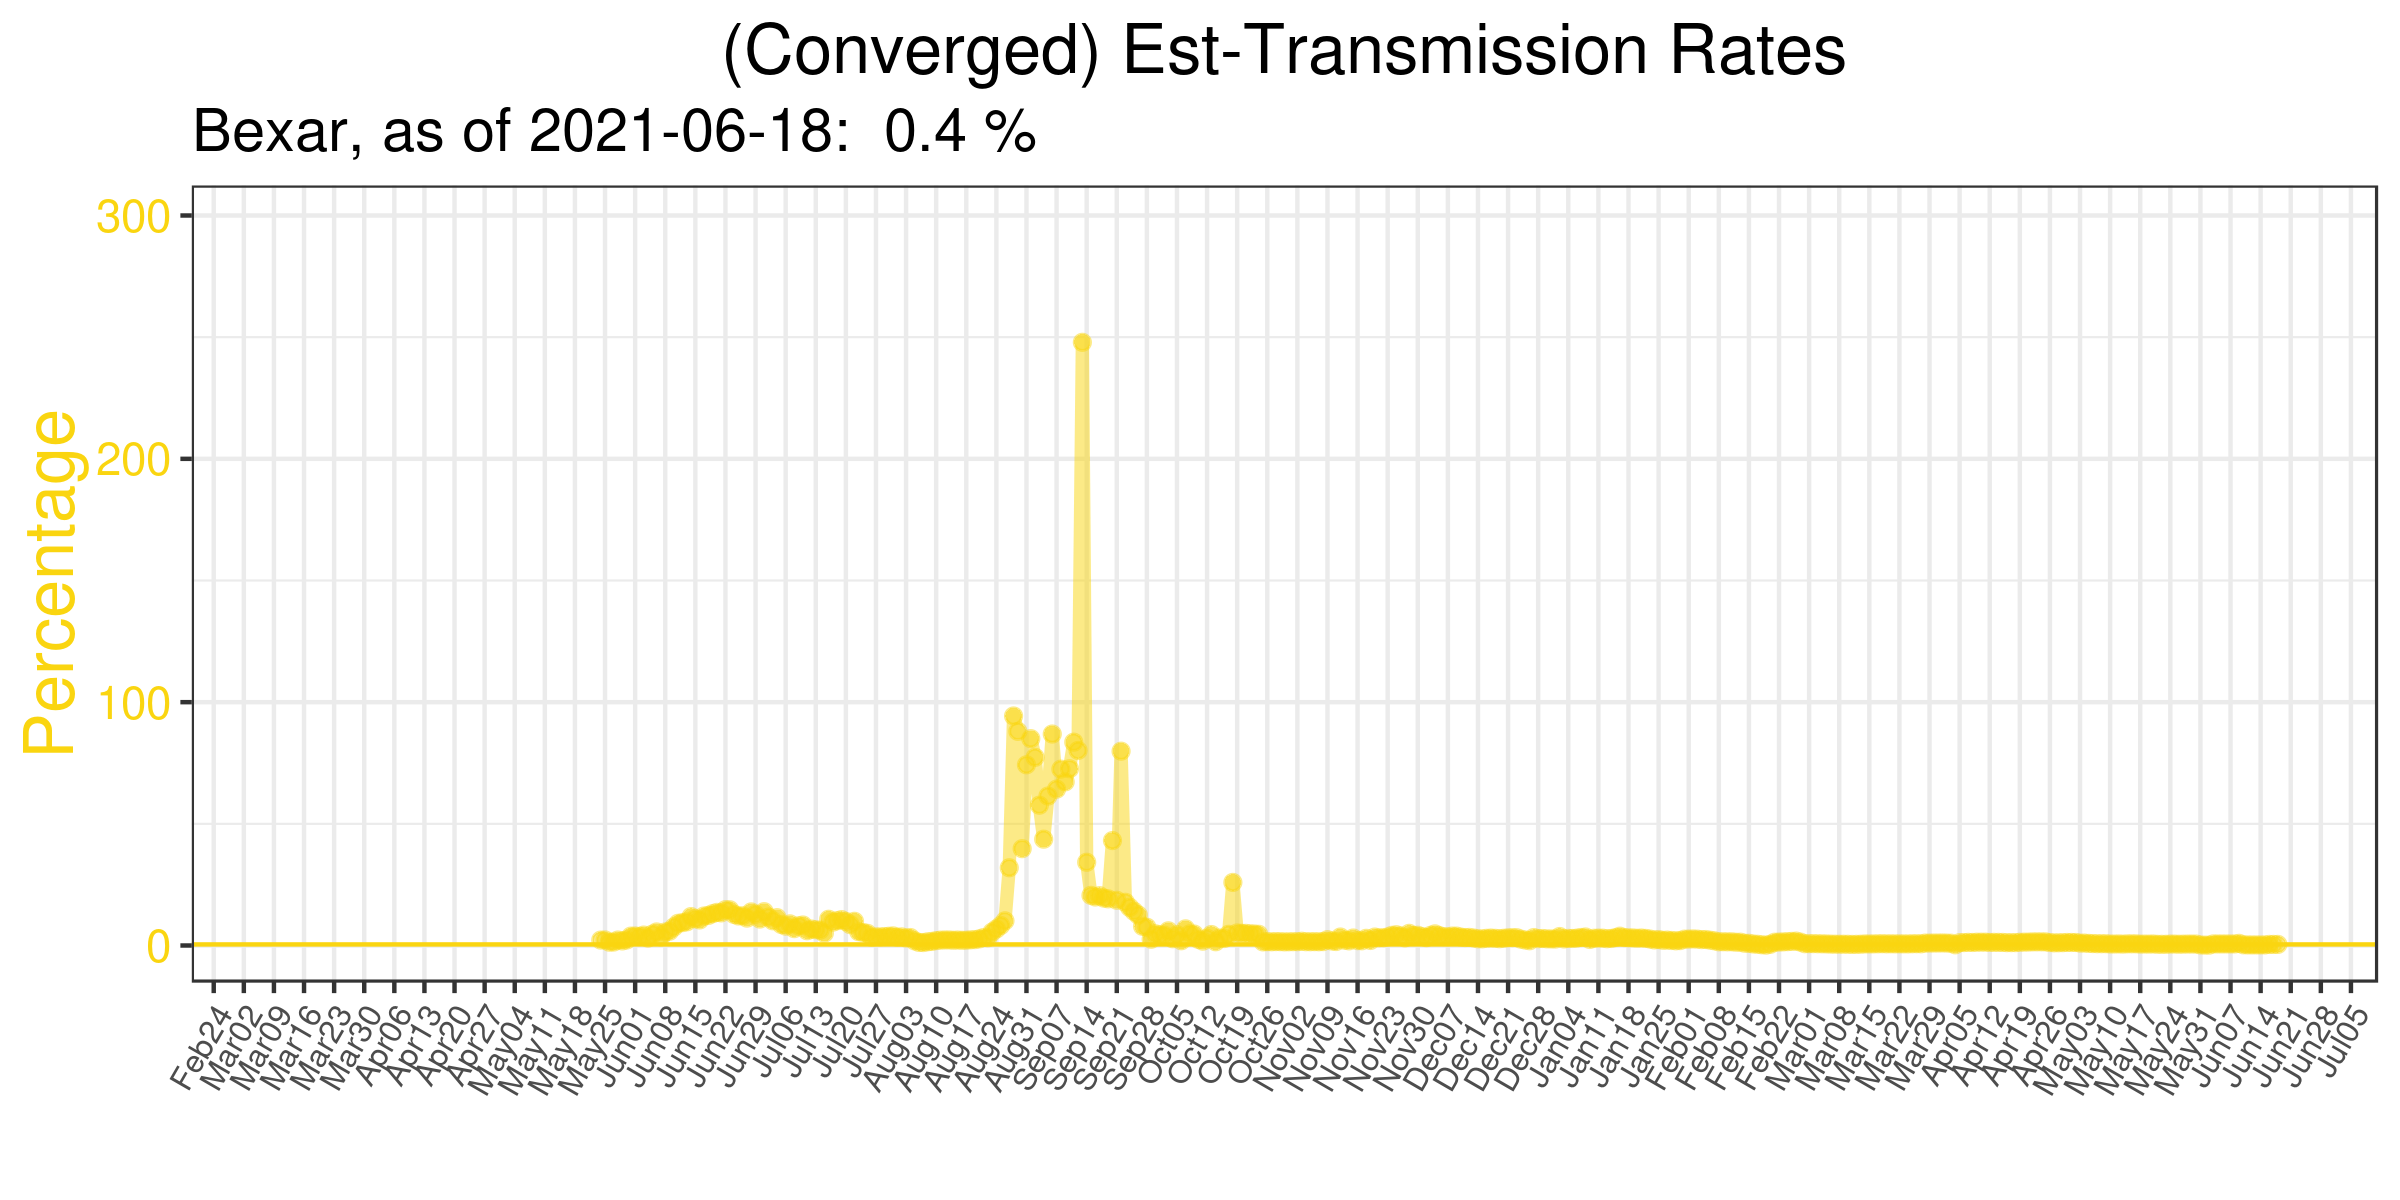 (Converged) Est-Transmission Rates
Bexar, as of 2021-06-18:  0.4 %
Percentage
300
200
100
0
Feb24
Mar02
Mar09
Mar16
Mar23
Mar30
Apr06
Apr13
Apr20
Apr27
May04
May11
May18
May25
Jun01
Jun08
Jun15
Jun22
Jun29
Jul06
Jul13
Jul20
Jul27
Aug03
Aug10
Aug17
Aug24
Aug31
Sep07
Sep14
Sep21
Sep28
Oct05
Oct12
Oct19
Oct26
Nov02
Nov09
Nov16
Nov23
Nov30
Dec07
Dec14
Dec21
Dec28
Jan04
Jan11
Jan18
Jan25
Feb01
Feb08
Feb15
Feb22
Mar01
Mar08
Mar15
Mar22
Mar29
Apr05
Apr12
Apr19
Apr26
May03
May10
May17
May24
May31
Jun07
Jun14
Jun21
Jun28
Jul05